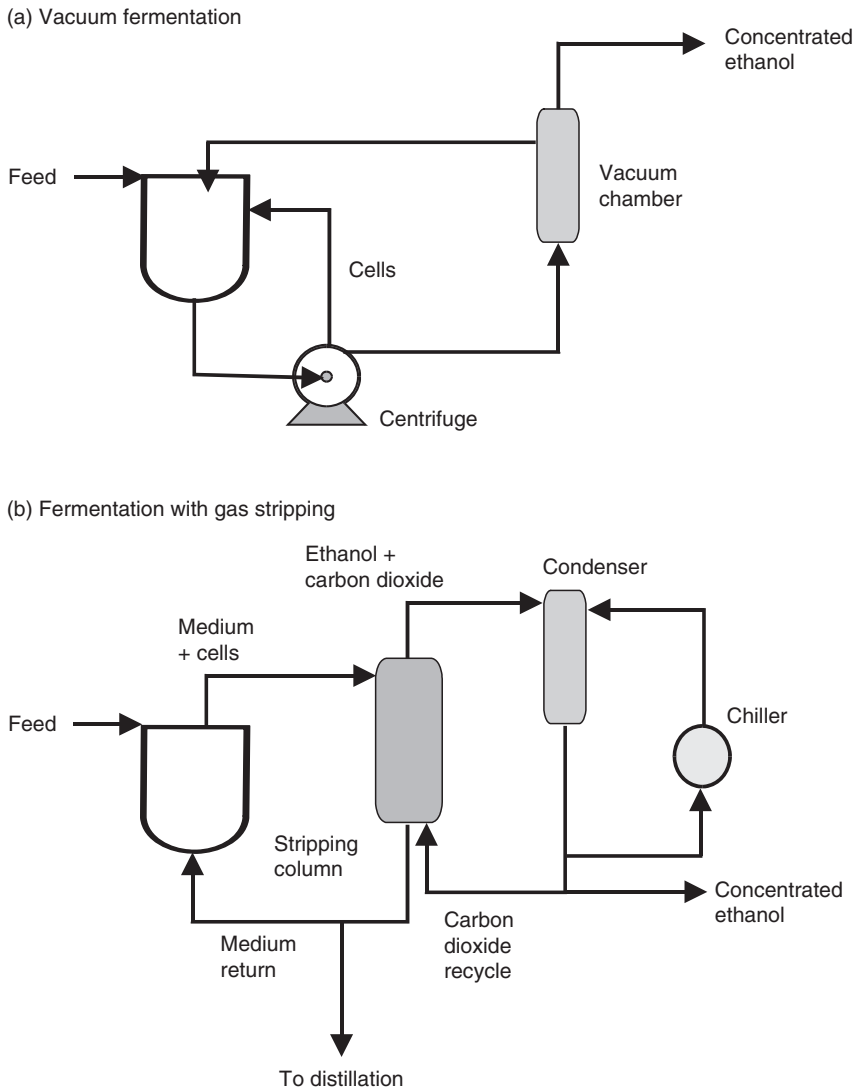 (a) Vacuum fermentation
Concentrated
ethanol
Feed
Vacuum
chamber
Cells
Centrifuge
(b) Fermentation with gas stripping
Ethanol +
carbon dioxide
Condenser
Medium
+ cells
Feed
Chiller
Stripping
column
Concentrated
ethanol
Carbon
dioxide
recycle
Medium
return
To distillation